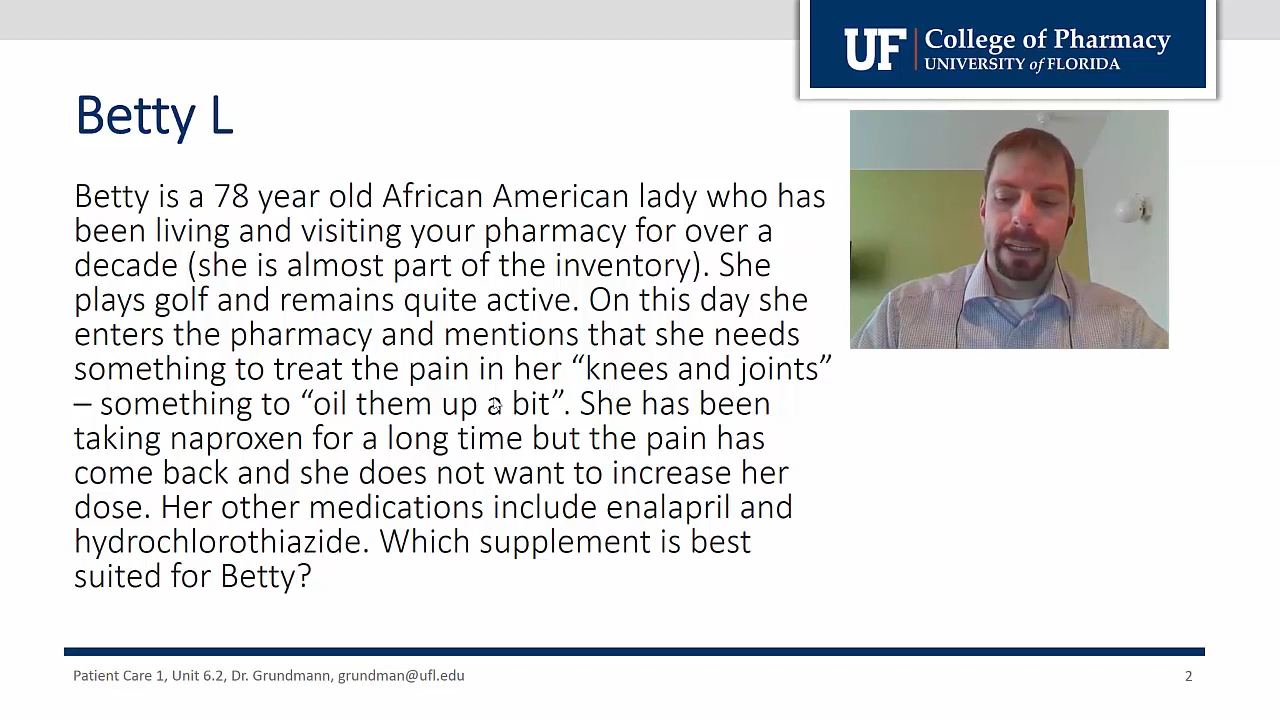 UF College of Pharmacy
UNIVERSITY of FLORIDA
Betty L
Betty is a 78 year old African American lady who has
been living and visiting your pharmacy for over a
decade (she is almost part of the inventory). She
plays golf and remains quite active. On this day she
enters the pharmacy and mentions that she needs
something to treat the pain in her “knees and joints”
– something to “oil them up a bit”. She has been
taking naproxen for a long time but the pain has
come back and she does not want to increase her
dose. Her other medications include enalapril and
hydrochlorothiazide. Which supplement is best
suited for Betty?
Patient Care 1, Unit 6.2, Dr. Grundmann, grundman@ufl.edu
2